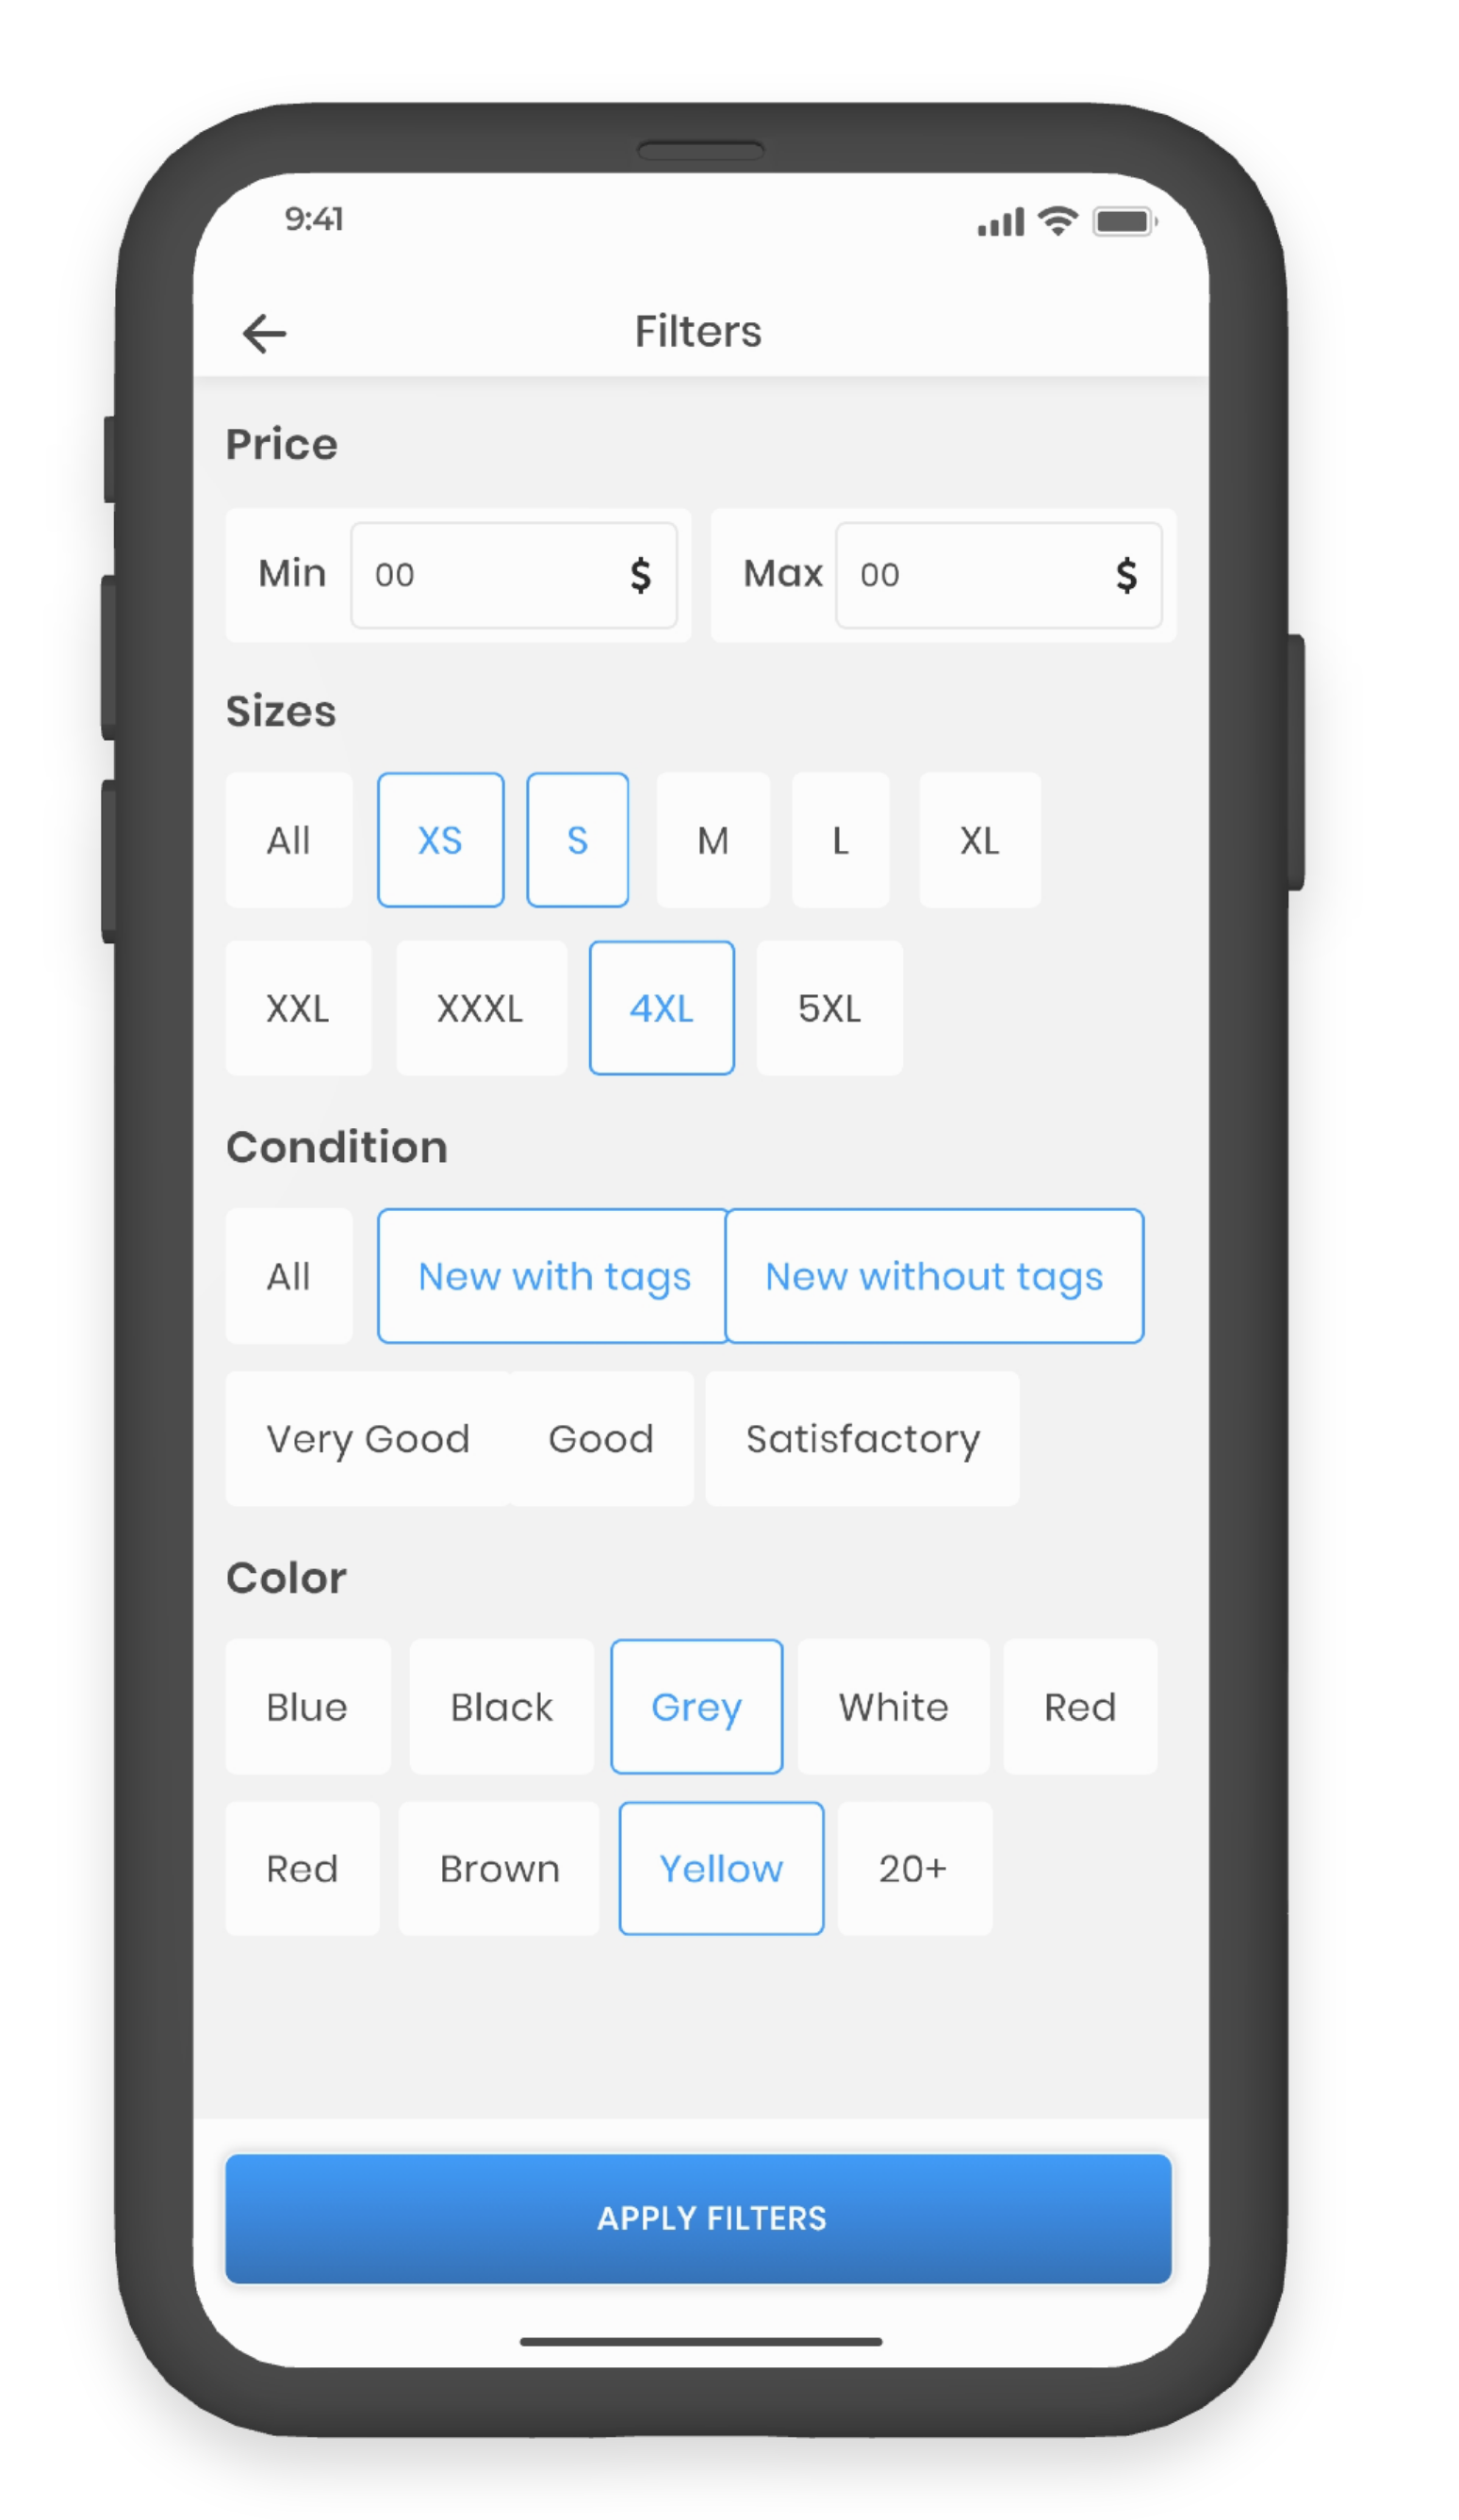 9:41
Filters
Price
Min 00 $ Max 00 $
Sizes
All XS S M L XL
XXL XXXL 4XL 5XL
Condition
All New with tags New without tags
Very Good Good Satisfactory
Color
Blue Black Grey White Red
Red Brown Yellow 20+
APPLY FILTERS